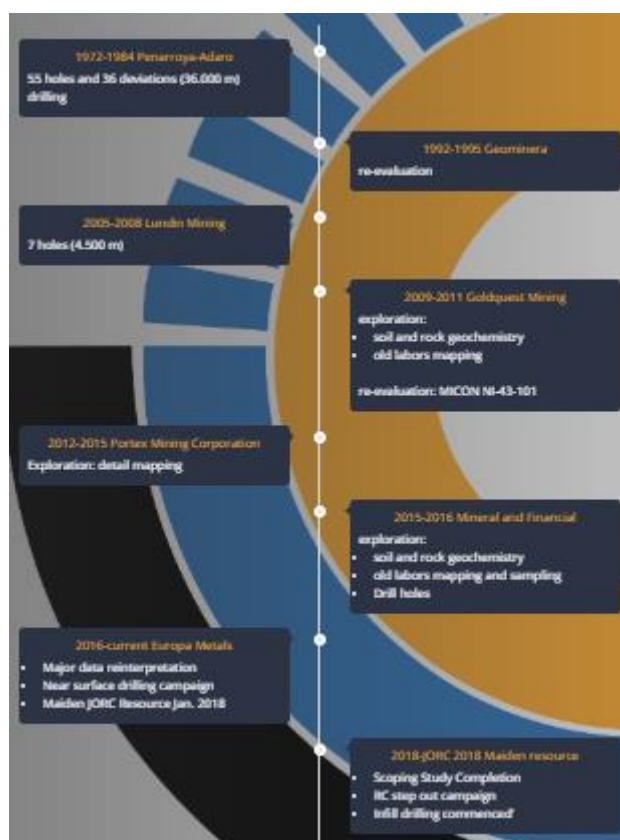 1972-1984 Penarroya-Adaro
55 holes and 36 deviations (36.000 m)
drilling
1992-1995 Geominera
re-evaluation
2005-2008 Lundin Mining
7 holes (4.500 m)
2009-2011 Goldquest Mining
exploration:
• soil and rock geochemistry
• old labors mapping
re-evaluation: MICON NI-43-101
2012-2015 Portex Mining Corporation
Exploration: detail mapping
2015-2016 Mineral and Financial
exploration:
• soil and rock geochemistry
• old labors mapping and sampling
• Drill holes
2016-current Europa Metals
• Major data reinterpretation
• Near surface drilling campaign
• Maiden JORC Resource Jan. 2018
2018-JORC 2018 Maiden resource
• Scoping Study Completion
• RC step out campaign
• Infill drilling commenced'